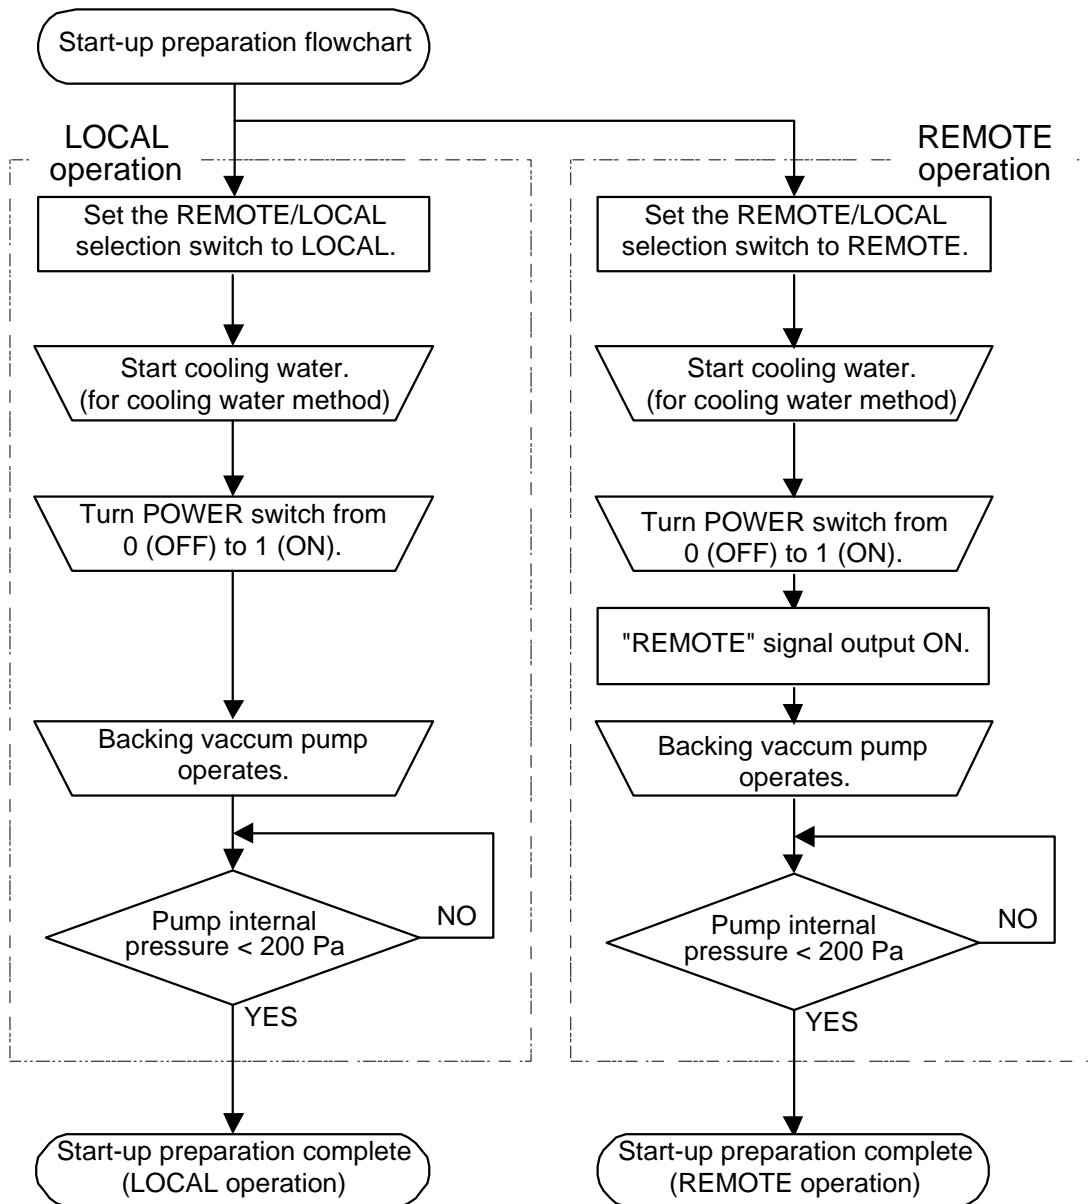 Start-up preparation flowchart
LOCAL
operation
Set the REMOTE/LOCAL
selection switch to LOCAL.
Start cooling water.
(for cooling water method)
Turn POWER switch from
0 (OFF) to 1 (ON).
Backing vaccum pump
operates.
Pump internal
pressure < 200 Pa
NO
YES
Start-up preparation complete
(LOCAL operation)
REMOTE
operation
Set the REMOTE/LOCAL
selection switch to REMOTE.
Start cooling water.
(for cooling water method)
Turn POWER switch from
0 (OFF) to 1 (ON).
"REMOTE" signal output ON.
Backing vaccum pump
operates.
Pump internal
pressure < 200 Pa
NO
YES
Start-up preparation complete
(REMOTE operation)